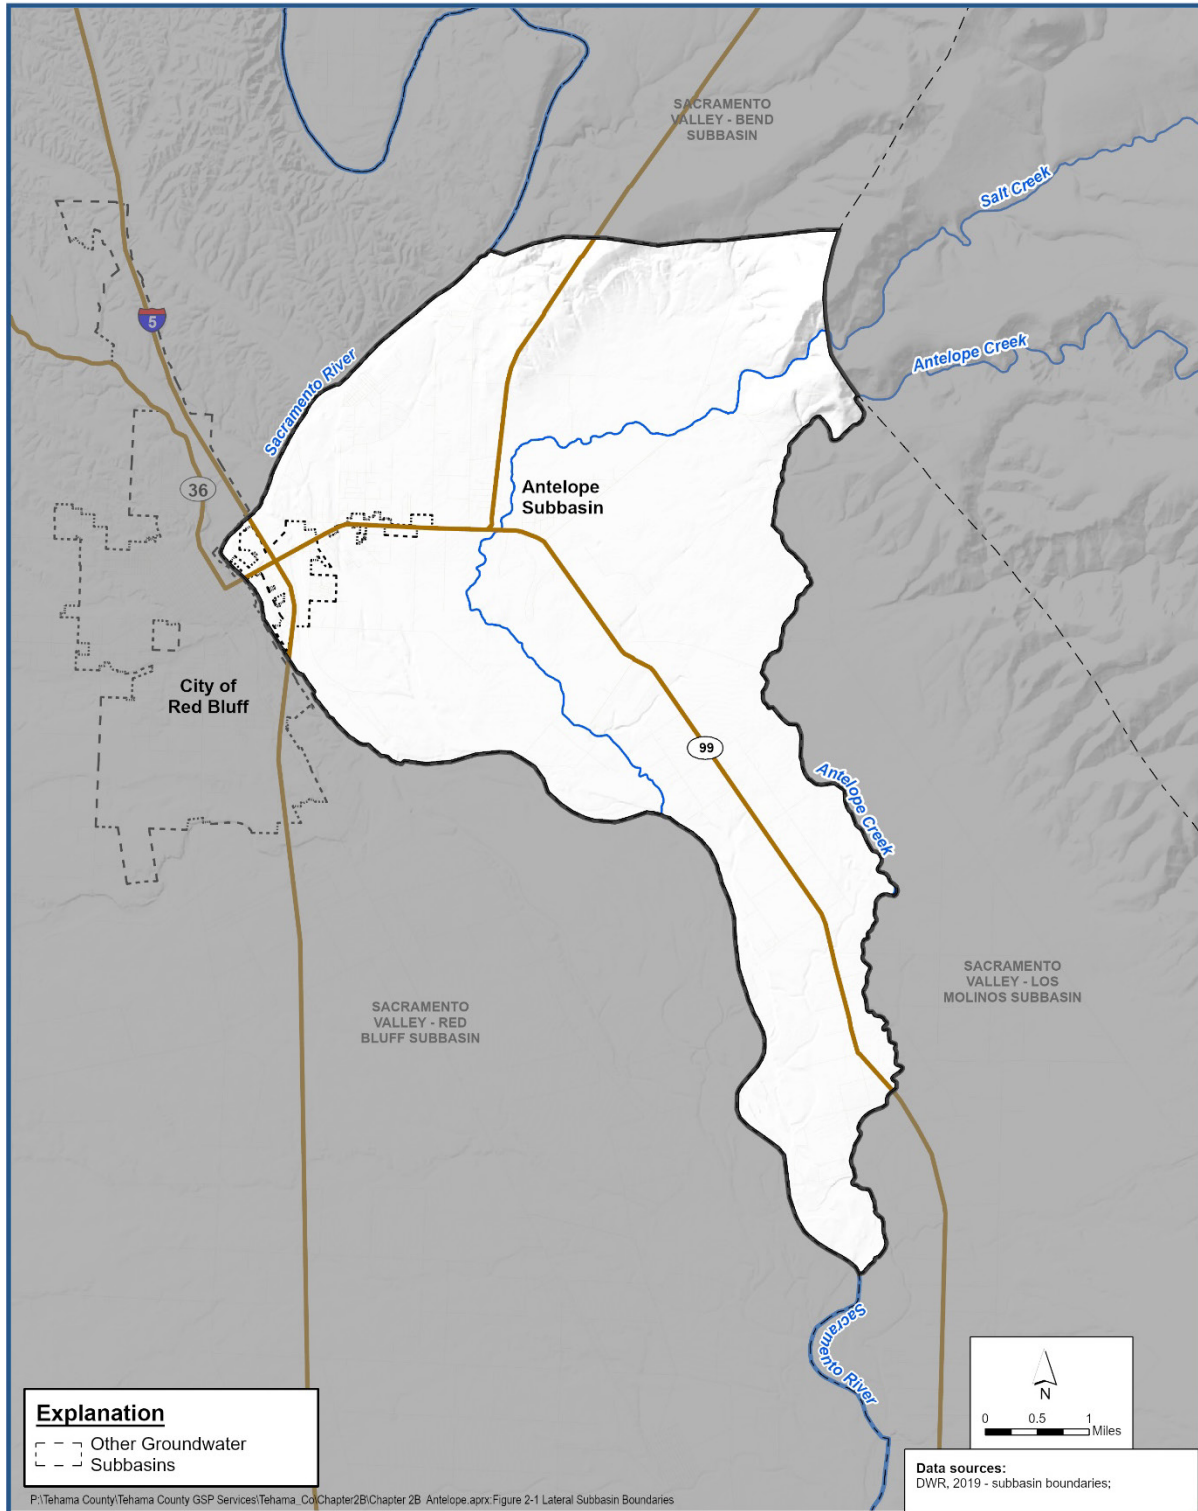 SACRAMENTO
VALLEY - BEND
SUBBASIN
Salt Creek
5
Antelope Creek
Sacramento River
36
Antelope
Subbasin
City of
Red Bluff
99
Antelope Creek
SACRAMENTO
VALLEY - LOS
MOLINOS SUBBASIN
SACRAMENTO
VALLEY - RED
BLUFF SUBBASIN
Sacramento River
N
0 0.5 1
Miles
Explanation
Other Groundwater
Subbasins
Data sources:
DWR, 2019 - subbasin boundaries;
P:\Tehama County\Tehama County GSP Services\Tehama_Co\Chapter2B\Chapter 2B Antelope.aprx:Figure 2-1 Lateral Subbasin Boundaries